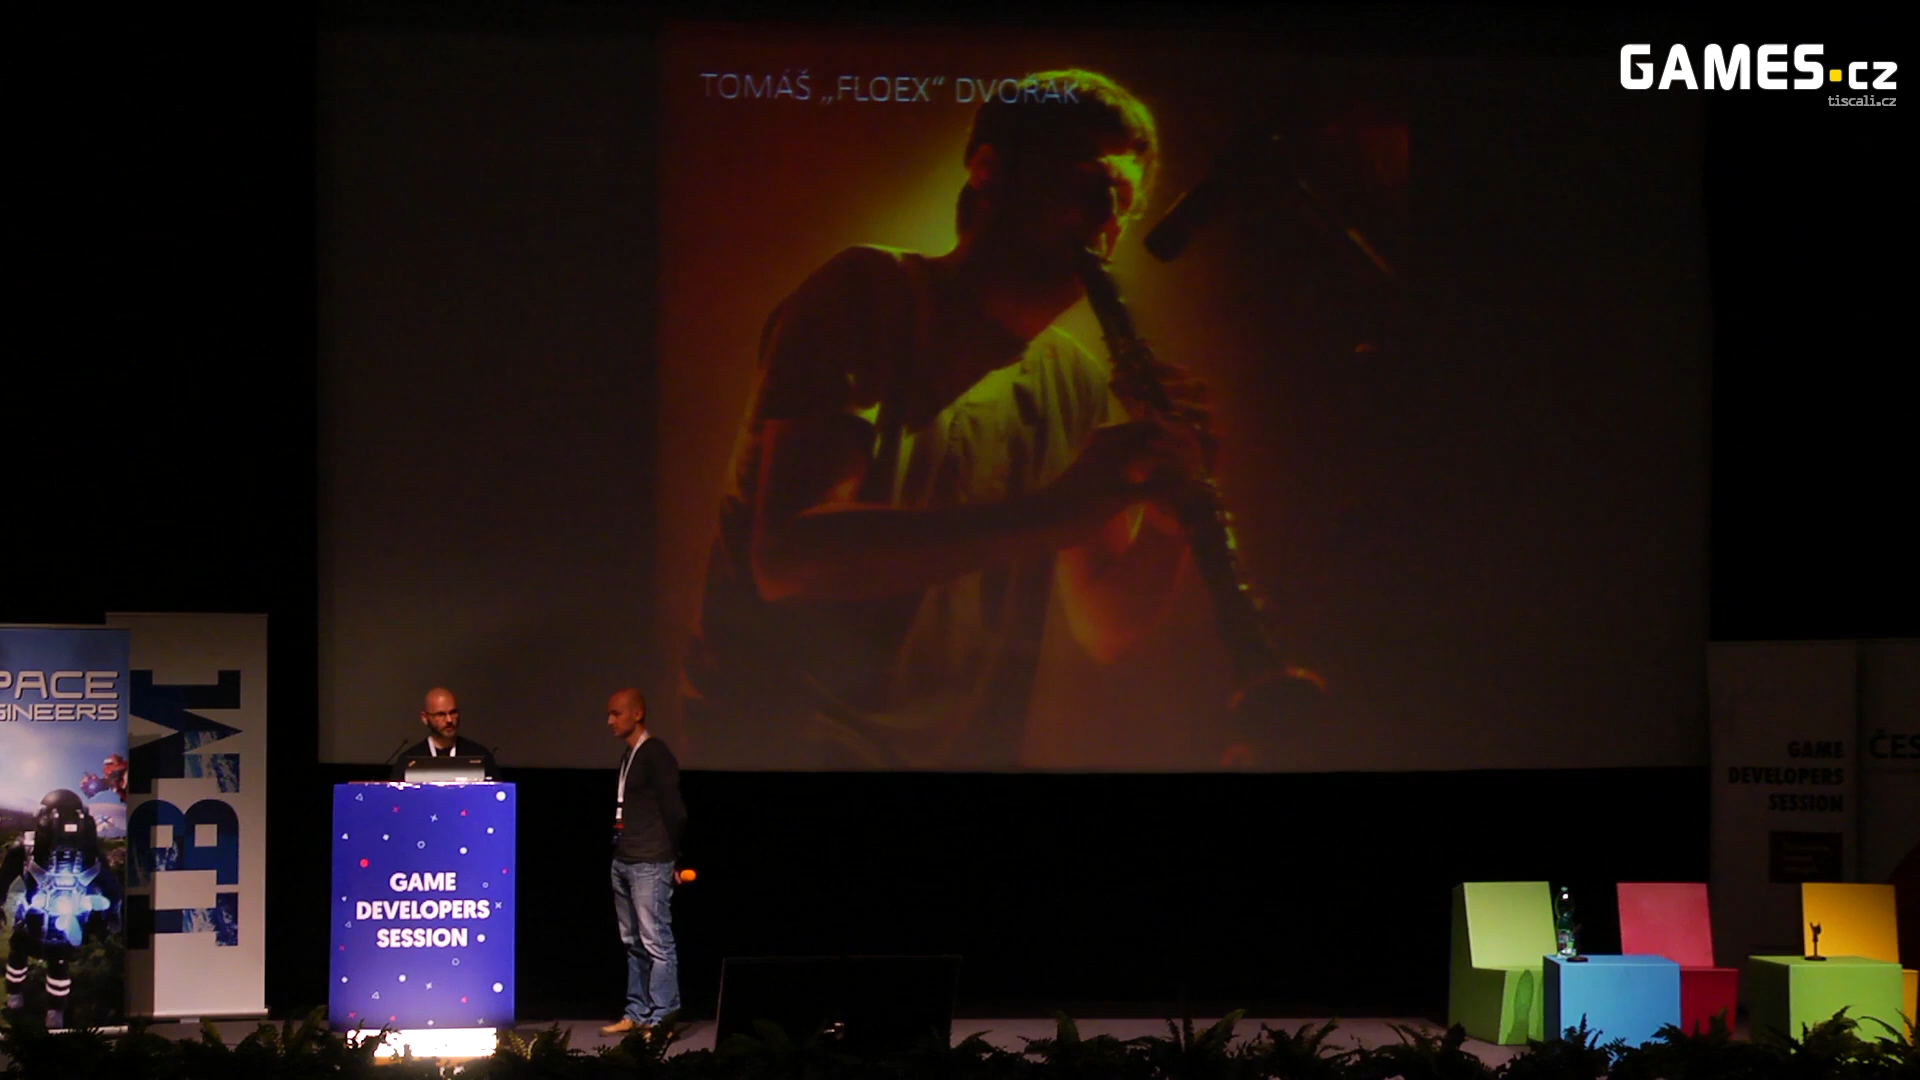 GAMES.cz
tiscali.cz
TOMÁŠ „FLOEX“ DVOŘÁK
PACE
GINEERS
IBM
GAME
DEVELOPERS
SESSION
GAME
DEVELOPERS
SESSION
ČES